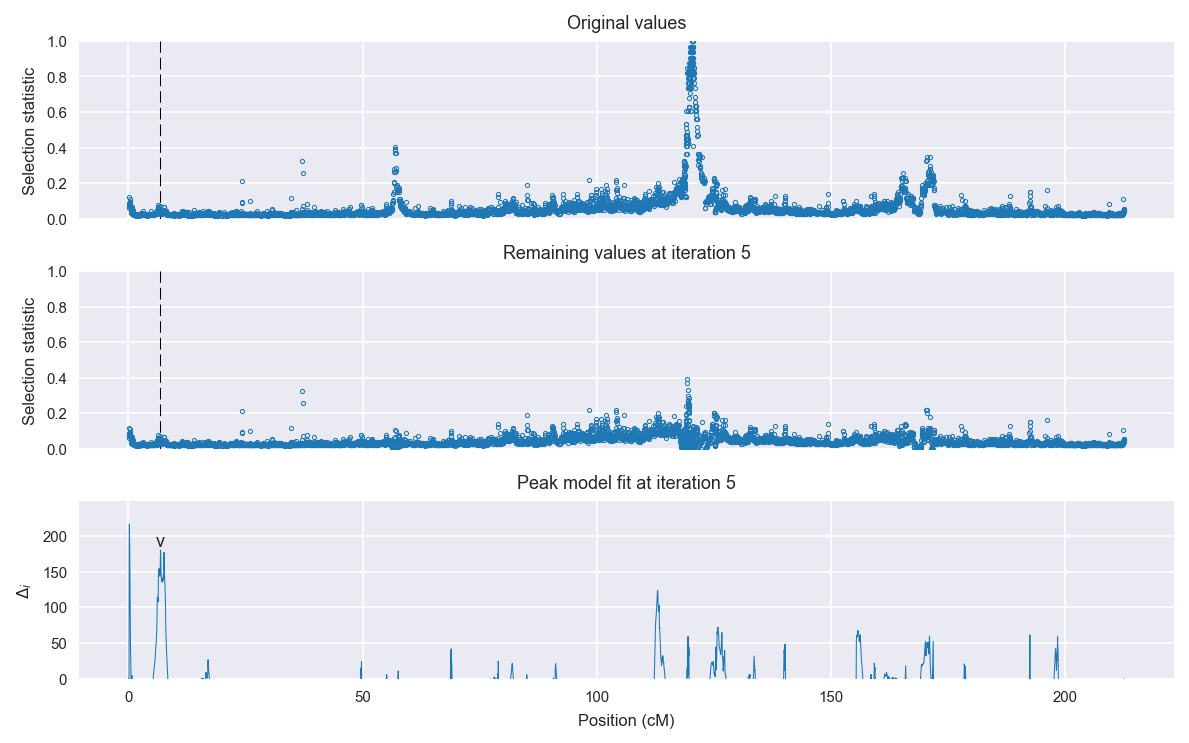 Original values
1.0
0.8
0.6
0.4
0.2
0.0
Selection statistic
Remaining values at iteration 5
1.0
0.8
0.6
0.4
0.2
0.0
Selection statistic
Peak model fit at iteration 5
200
150
100
50
0
Δi
v
0 50 100 150 200
Position (cM)